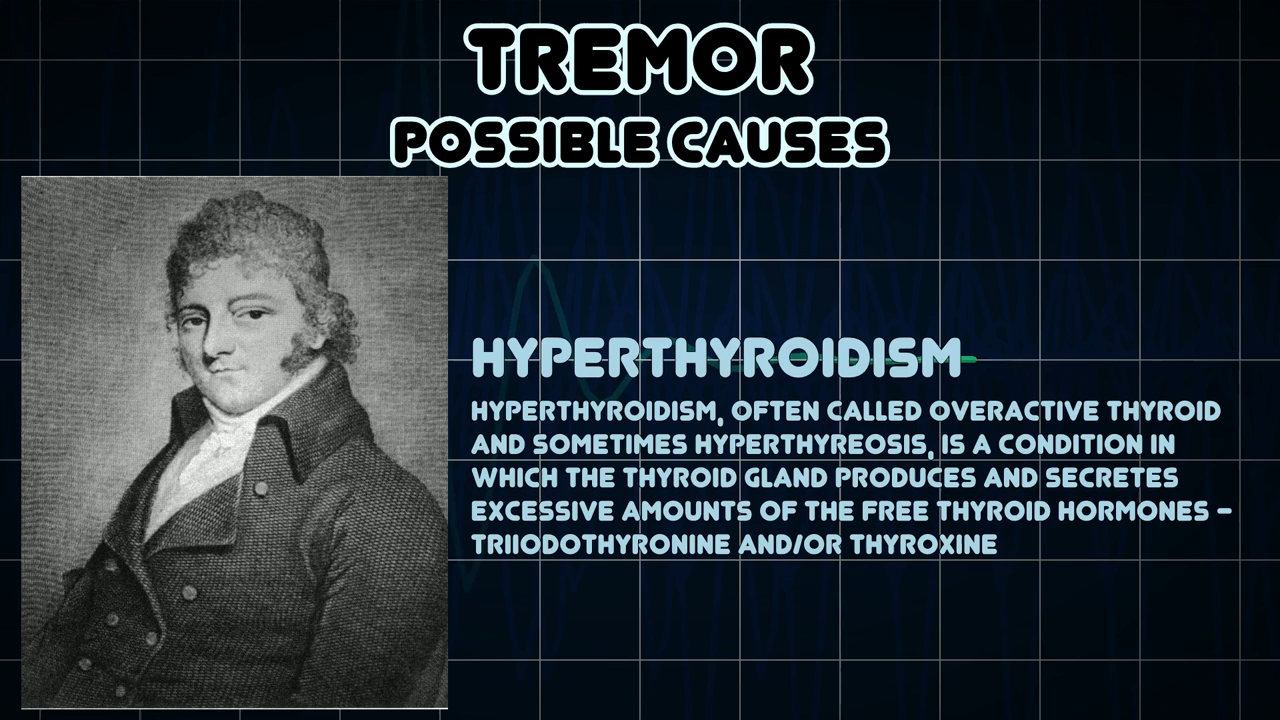 TREMOR
POSSIBLE CAUSES
HYPERTHYROIDISM
HYPERTHYROIDISM, OFTEN CALLED OVERACTIVE THYROID
AND SOMETIMES HYPERTHYREOSIS, IS A CONDITION IN
WHICH THE THYROID GLAND PRODUCES AND SECRETES
EXCESSIVE AMOUNTS OF THE FREE THYROID HORMONES -
TRIIODOTHYRONINE AND/OR THYROXINE